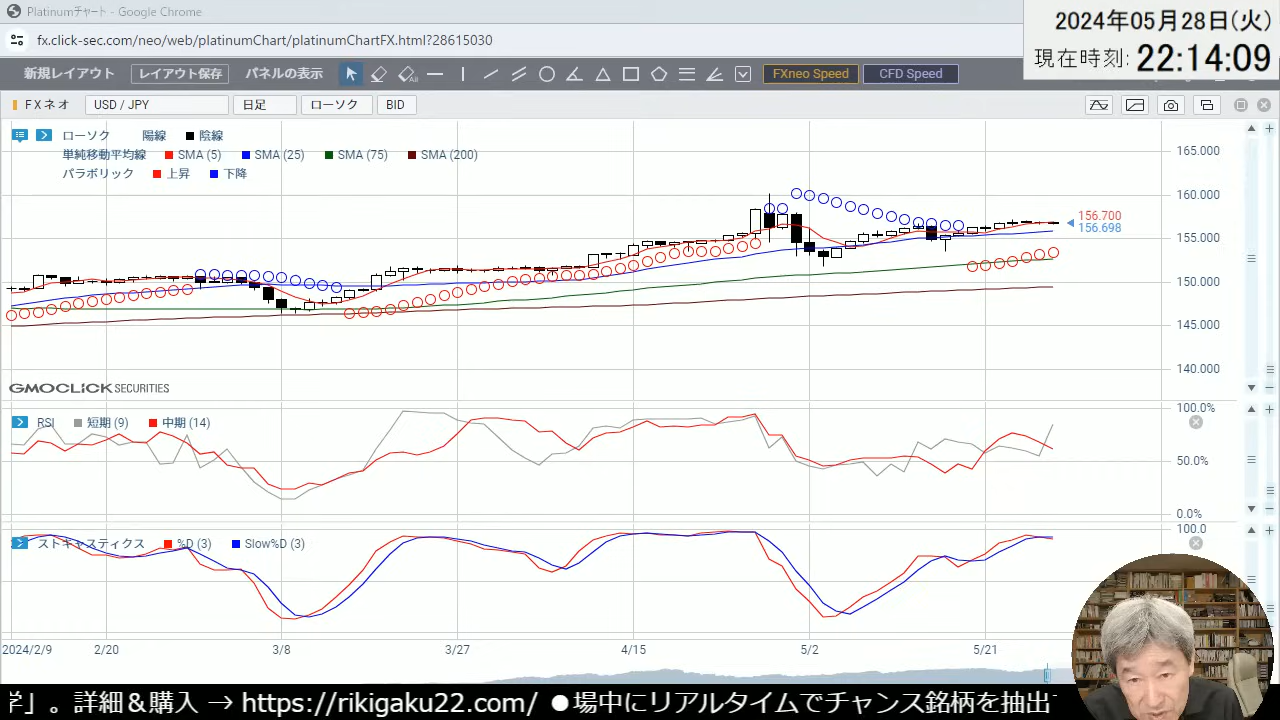 Platinumチャート - Google Chrome
2024年05月28日(火)
fx.click-sec.com/neo/web/platinumChart/platinumChartFX.html?28615030
現在時刻: 22:14:09
新規レイアウト レイアウト保存 パネルの表示 All FXneo Speed CFD Speed
FXネオ USD / JPY 日足 ローソク BID
ローソク 陽線 陰線
単純移動平均線 SMA (5) SMA (25) SMA (75) SMA (200)
パラボリック 上昇 下降
165.000
160.000
156.700
156.698
155.000
150.000
145.000
140.000
GMOCLICK SECURITIES
RSI 短期 (9) 中期 (14)
100.0%
50.0%
0.0%
ストキャスティクス %D (3) Slow%D (3)
100.0
2024/2/9 2/20 3/8 3/27 4/15 5/2 5/21
」。詳細＆購入 → https://rikigaku22.com/ ●場中にリアルタイムでチャンス銘柄を抽出